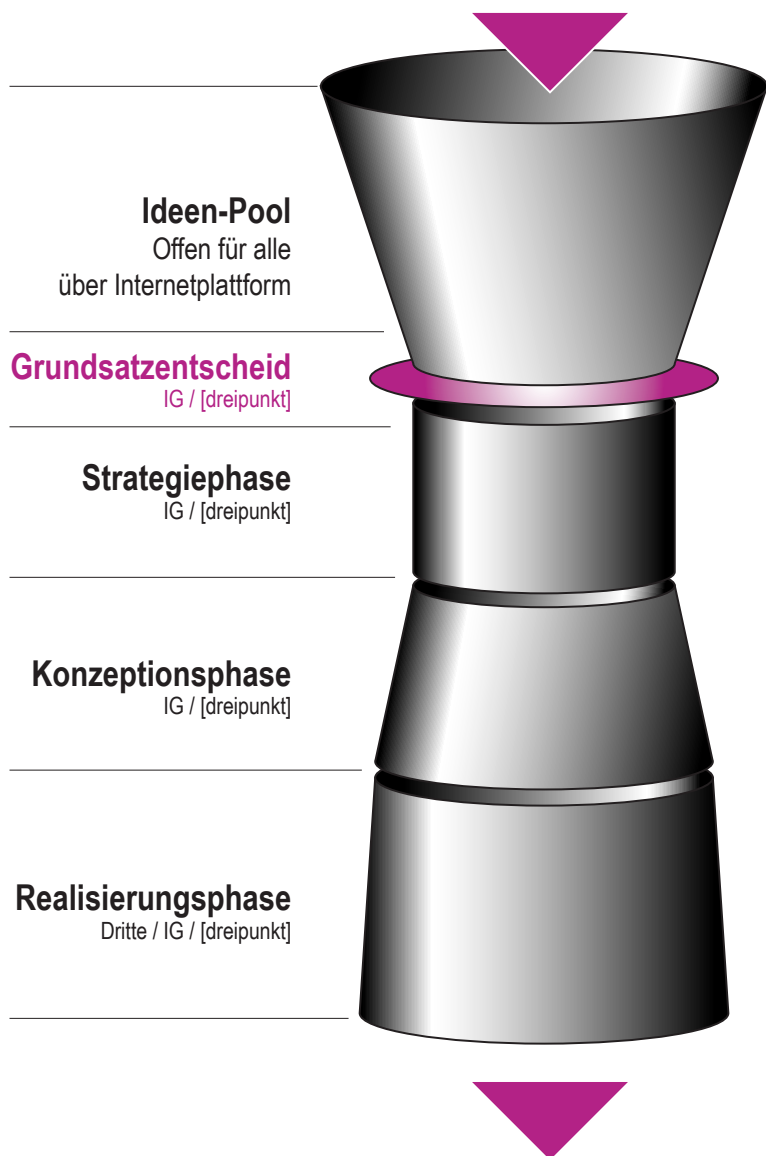 Ideen-Pool
Offen für alle
über Internetplattform
Grundsatzentscheid
IG / [dreipunkt]
Strategiephase
IG / [dreipunkt]
Konzeptionsphase
IG / [dreipunkt]
Realisierungsphase
Dritte / IG / [dreipunkt]